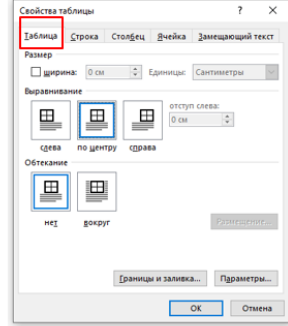 Свойства таблицы ? ×
Таблица Строка Столбец Ячейка Замещающий текст
Размер
ширина: 0 см Единицы: Сантиметры
Выравнивание
отступ слева:
0 см
слева по центру справа
Обтекание
нет вокруг
Размещение...
Границы и заливка... Параметры...
ОК Отмена